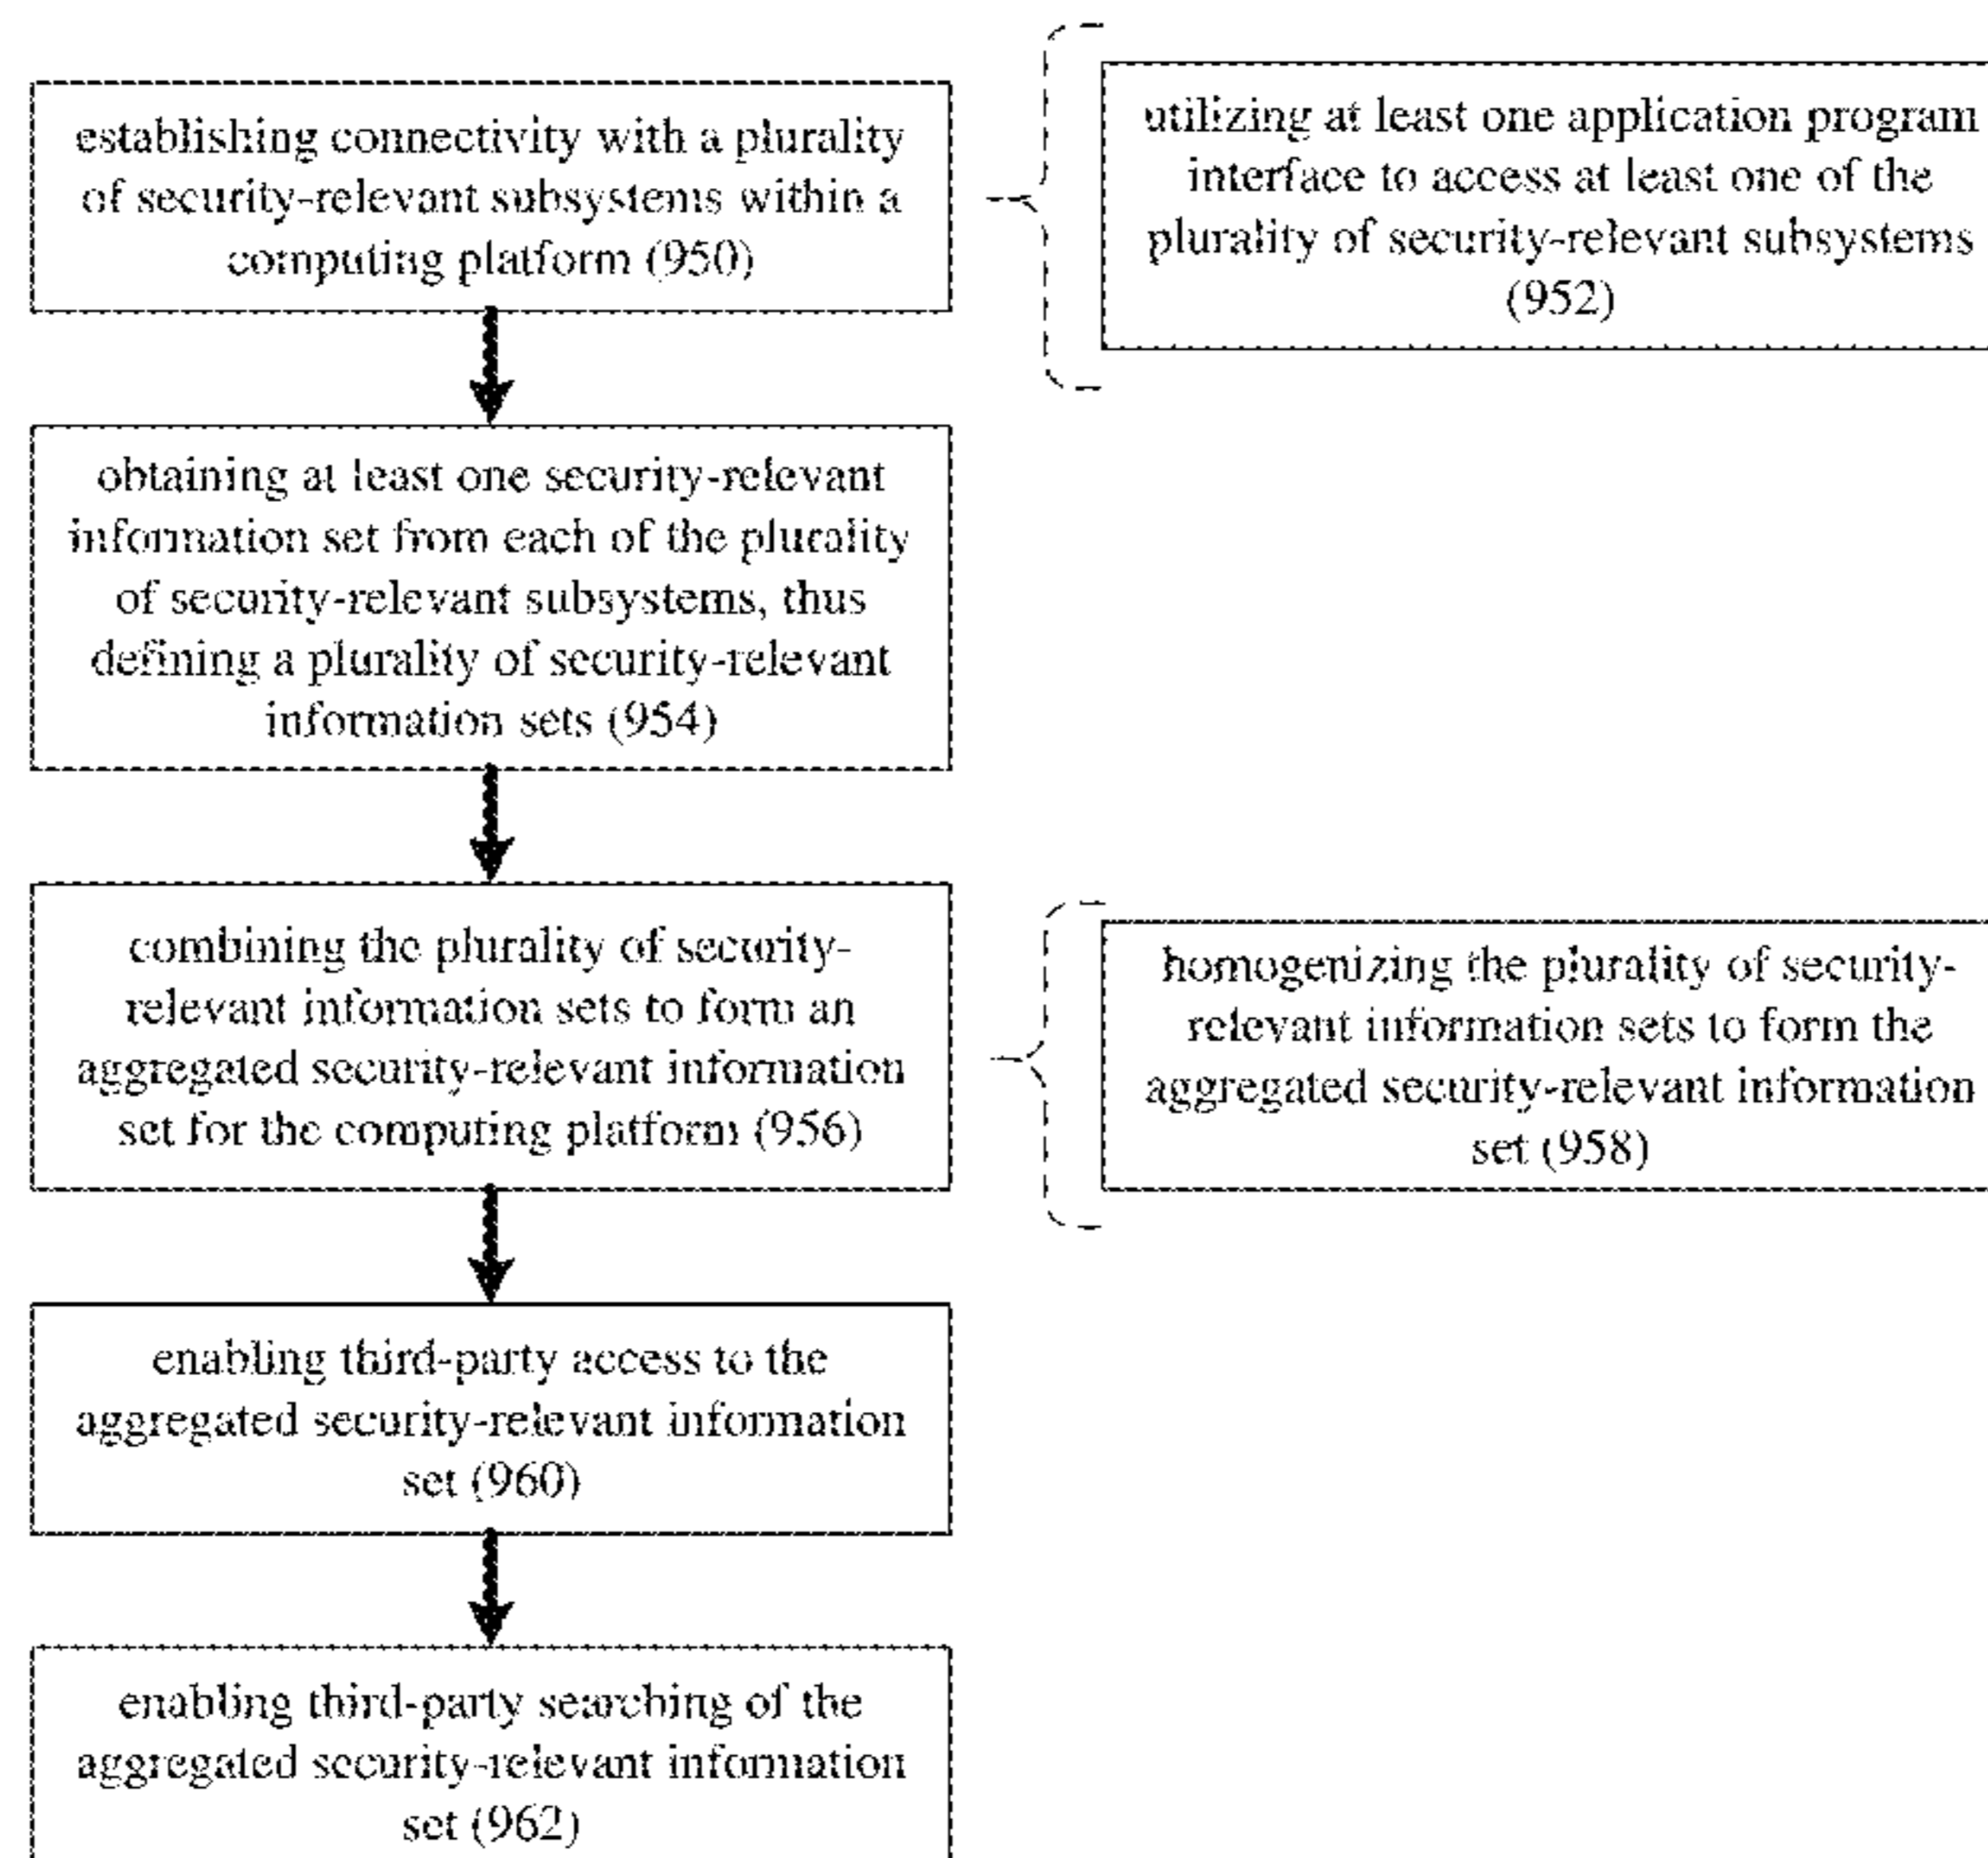 establishing connectivity with a plurality
of security-relevant subsystems within a
computing platform (950)
utilizing at least one application program
interface to access at least one of the
plurality of security-relevant subsystems
(952)
obtaining at least one security-relevant
information set from each of the plurality
of security-relevant subsystems, thus
defining a plurality of security-relevant
information sets (954)
combining the plurality of security-
relevant information sets to form an
aggregated security-relevant information
set for the computing platform (956)
homogenizing the plurality of security-
relevant information sets to form the
aggregated security-relevant information
set (958)
enabling third-party access to the
aggregated security-relevant information
set (960)
enabling third-party searching of the
aggregated security-relevant information
set (962)